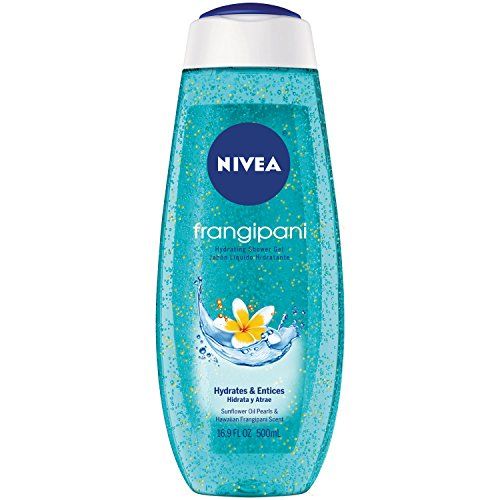 NIVEA
frangipani
Hydrating Shower Gel
Jabón Líquido Hidratante
Hydrates & Entices
Hidrata y Atrae
Sunflower Oil Pearls &
Hawaiian Frangipani Scent
16.9 FL OZ 500mL